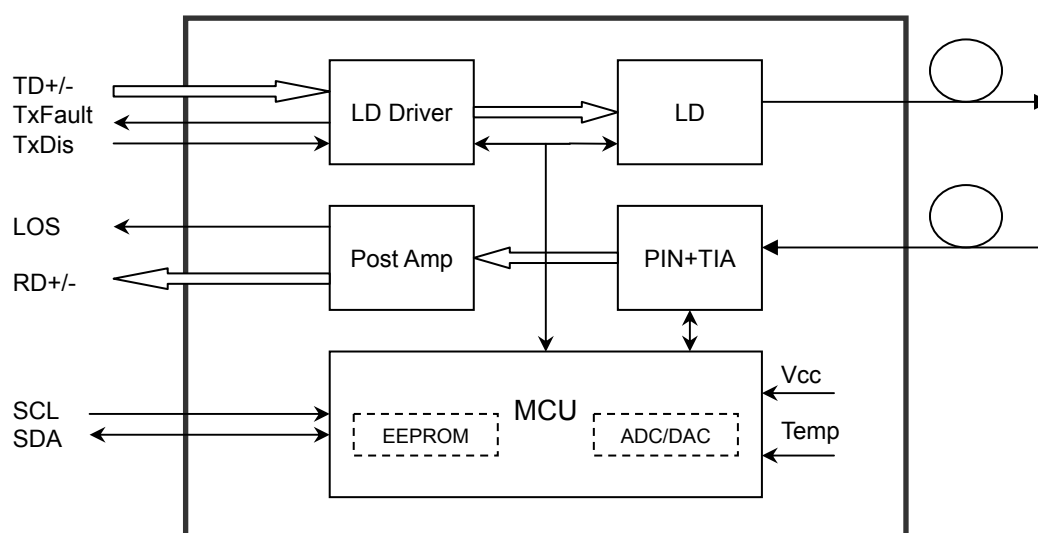 TD+/-
TxFault
TxDis
LD Driver
LD
LOS
RD+/-
Post Amp
PIN+TIA
SCL
SDA
MCU
EEPROM
ADC/DAC
Vcc
Temp